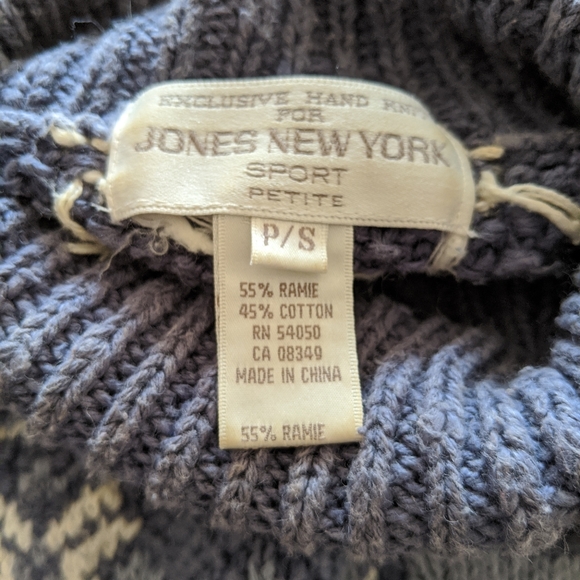 EXCLUSIVE HAND KNIT
FOR
JONES NEW YORK
SPORT
PETITE
P/S
55% RAMIE
45% COTTON
RN 54050
CA 08349
MADE IN CHINA
55% RAMIE